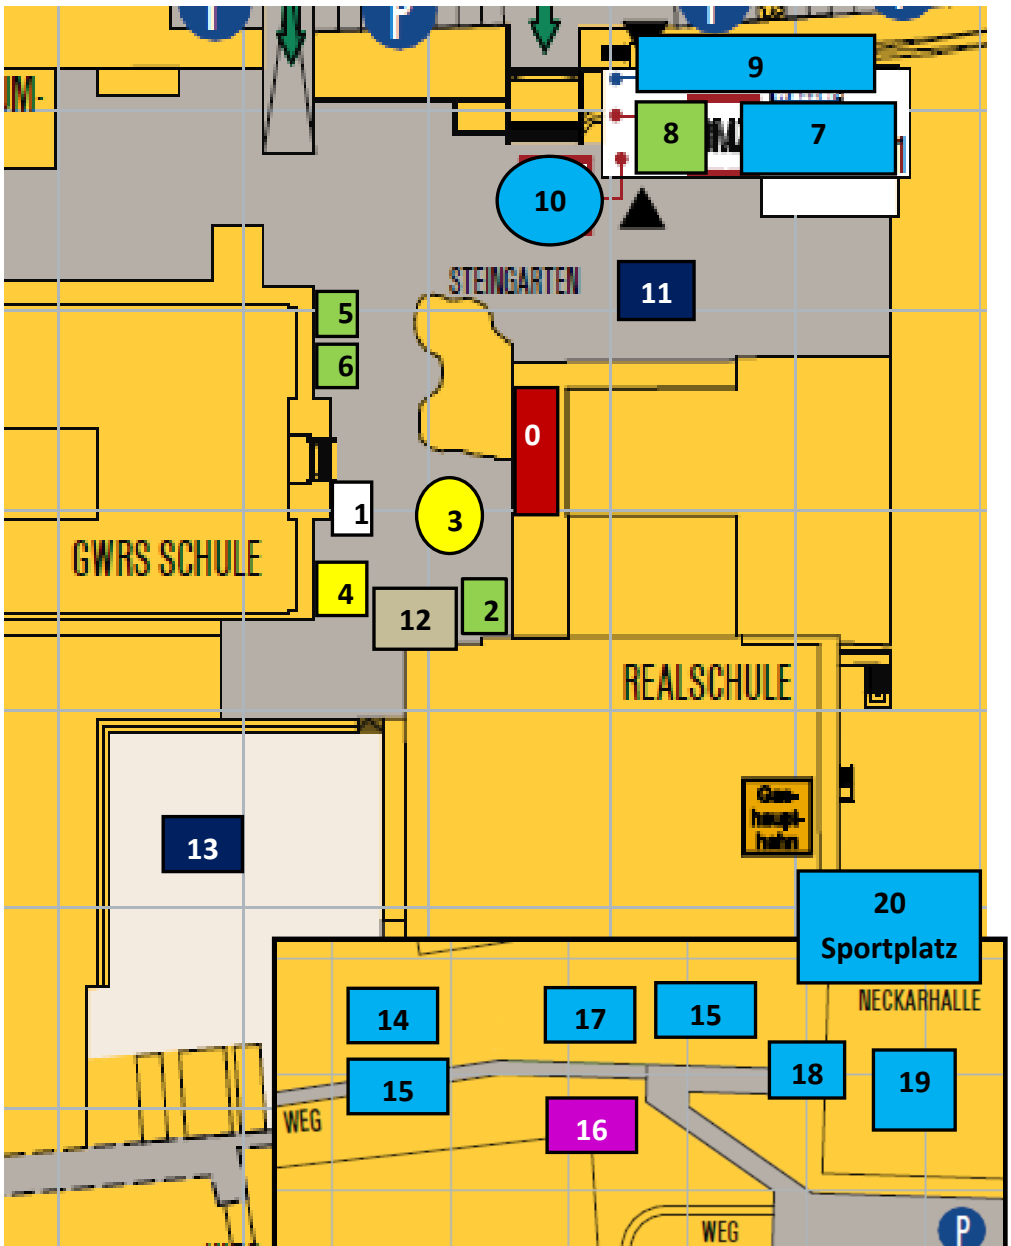 P
9
UM-
8
7
10
STEINGARTEN
11
5
6
0
1
3
GWRS SCHULE
4
12
2
REALSCHULE
Gas-
haupt-
hahn
13
20
Sportplatz
NECKARHALLE
14
17
15
18
15
19
WEG
16
WEG
P